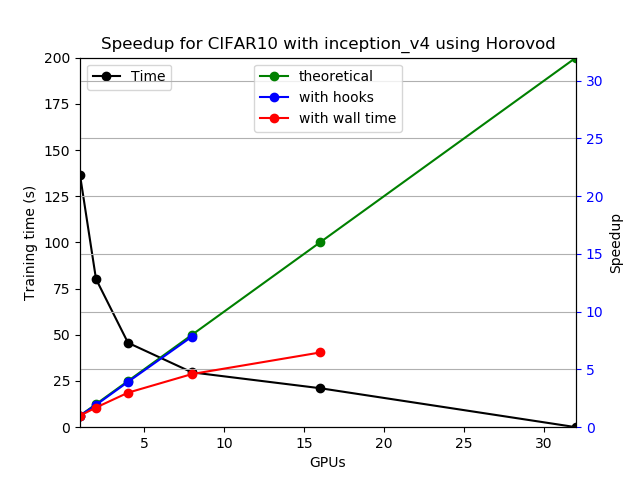 Speedup for CIFAR10 with inception_v4 using Horovod
Time
theoretical
with hooks
with wall time
Training time (s)
200
175
150
125
100
75
50
25
0
30
25
20
15
10
5
0
Speedup
5
10
15
20
25
30
GPUs